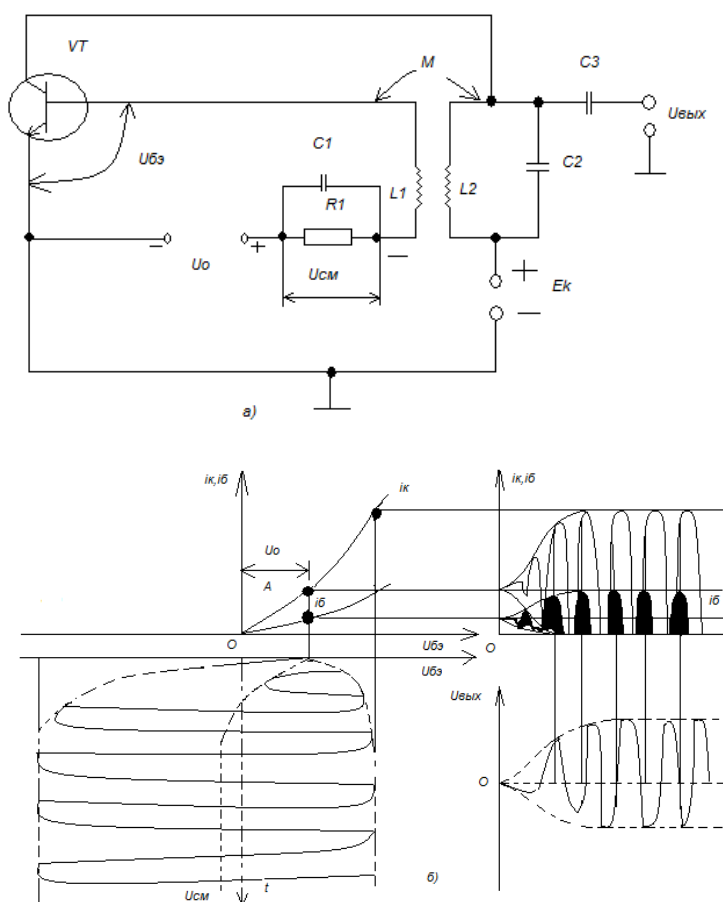 VT
M
C3
Uвых
C1
Uбэ
C2
R1
L1
L2
−
+
−
Uо
Uсм
+
Ek
−
а)
iк,iб
iк
iк,iб
Uо
A
iб
iб
O
Uбэ
O
Uбэ
Uвых
O
б)
Uсм
t